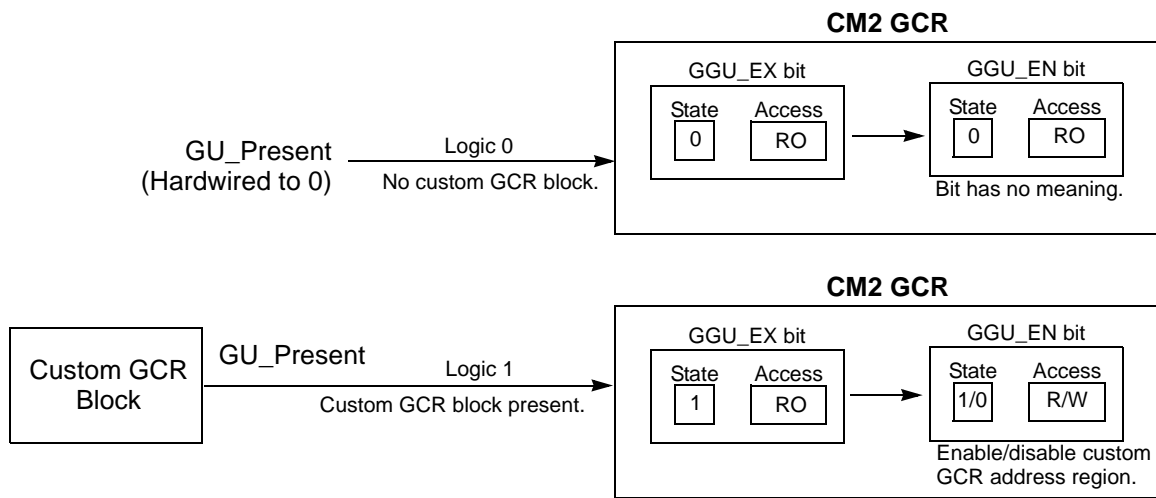 CM2 GCR
GGU_EX bit
GGU_EN bit
State
Access
State
Access
0
RO
0
RO
GU_Present
(Hardwired to 0)
Logic 0
No custom GCR block.
Bit has no meaning.
CM2 GCR
GGU_EX bit
GGU_EN bit
Custom GCR
Block
GU_Present
Logic 1
Custom GCR block present.
State
Access
State
Access
1
RO
1/0
R/W
Enable/disable custom
GCR address region.